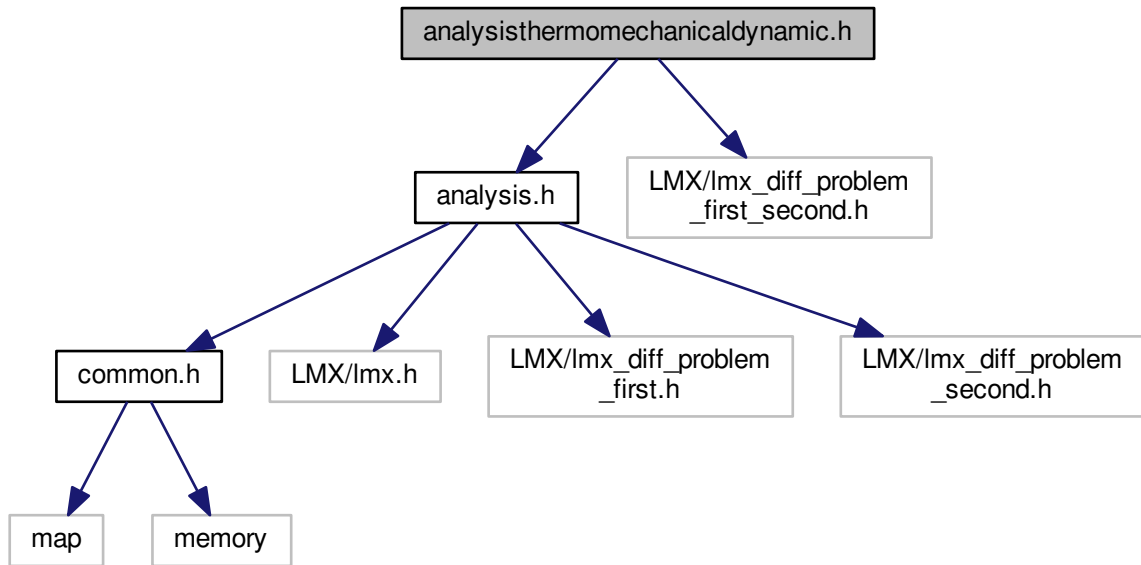 analysisthermomechanicaldynamic.h
analysis.h
LMX/lmx_diff_problem
_first_second.h
common.h
LMX/lmx.h
LMX/lmx_diff_problem
_first.h
LMX/lmx_diff_problem
_second.h
map
memory